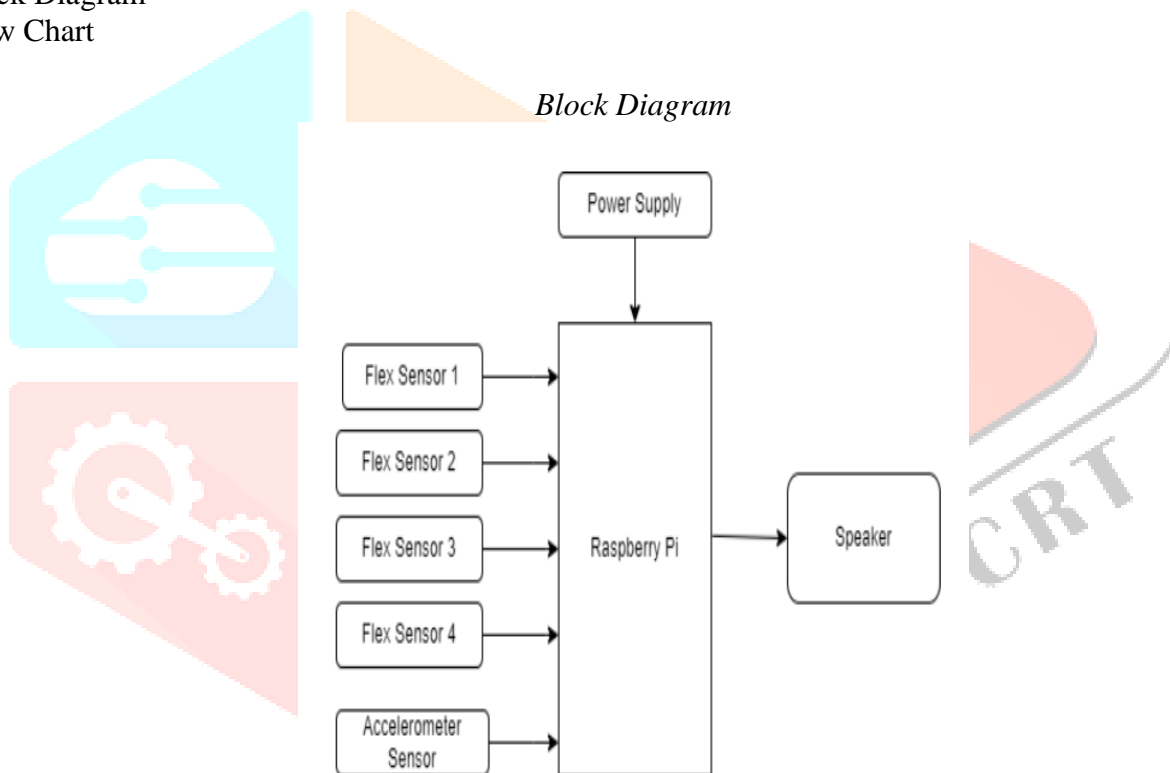 ck Diagram
w Chart
Block Diagram
Power Supply
Flex Sensor 1
Flex Sensor 2
Flex Sensor 3
Flex Sensor 4
Accelerometer
Sensor
Raspberry Pi
Speaker
CRT